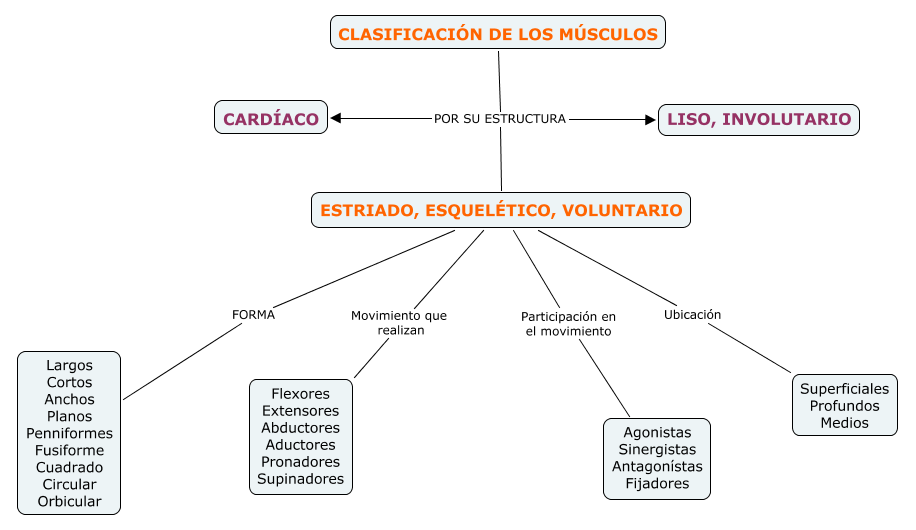 CLASIFICACIÓN DE LOS MÚSCULOS
CARDÍACO
POR SU ESTRUCTURA
LISO, INVOLUTARIO
ESTRIADO, ESQUELÉTICO, VOLUNTARIO
FORMA
Movimiento que
realizan
Participación en
el movimiento
Ubicación
Largos
Cortos
Anchos
Planos
Penniformes
Fusiforme
Cuadrado
Circular
Orbicular
Flexores
Extensores
Abductores
Aductores
Pronadores
Supinadores
Agonistas
Sinergistas
Antagonístas
Fijadores
Superficiales
Profundos
Medios